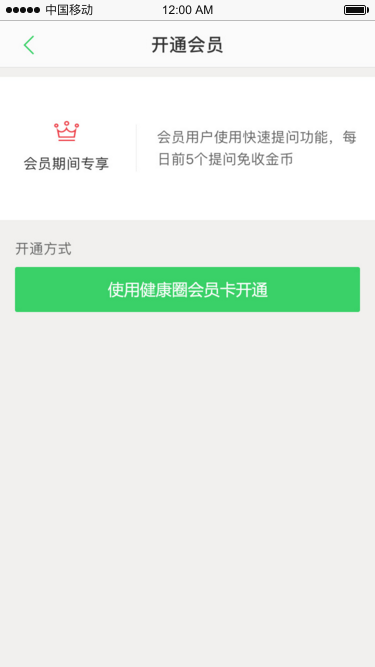 中国移动 12:00 AM
开通会员
会员期间专享
会员用户使用快速提问功能，每
日前5个提问免收金币
开通方式
使用健康圈会员卡开通